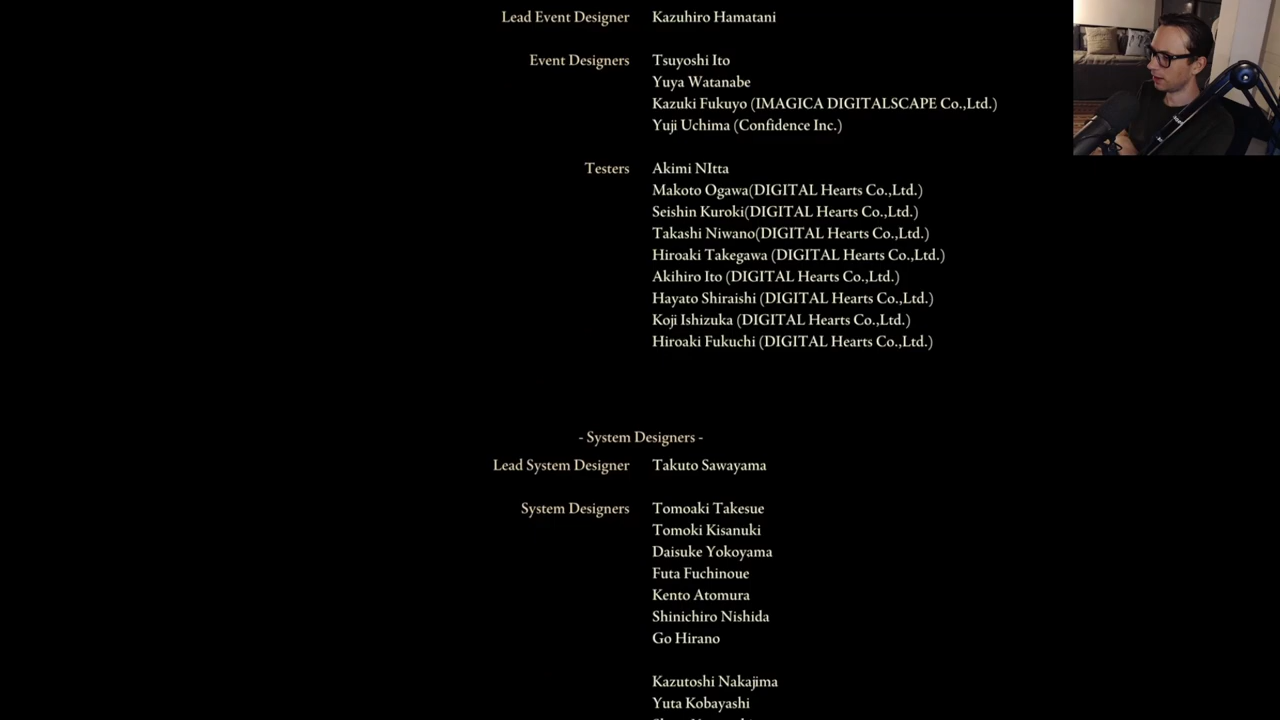 Lead Event Designer Kazuhiro Hamatani
Event Designers Tsuyoshi Ito
Yuya Watanabe
Kazuki Fukuyo (IMAGICA DIGITALSCAPE Co.,Ltd.)
Yuji Uchima (Confidence Inc.)
Testers Akimi NItta
Makoto Ogawa(DIGITAL Hearts Co.,Ltd.)
Seishin Kuroki(DIGITAL Hearts Co.,Ltd.)
Takashi Niwano(DIGITAL Hearts Co.,Ltd.)
Hiroaki Takegawa (DIGITAL Hearts Co.,Ltd.)
Akihiro Ito (DIGITAL Hearts Co.,Ltd.)
Hayato Shiraishi (DIGITAL Hearts Co.,Ltd.)
Koji Ishizuka (DIGITAL Hearts Co.,Ltd.)
Hiroaki Fukuchi (DIGITAL Hearts Co.,Ltd.)
- System Designers -
Lead System Designer Takuto Sawayama
System Designers Tomoaki Takesue
Tomoki Kisanuki
Daisuke Yokoyama
Futa Fuchinoue
Kento Atomura
Shinichiro Nishida
Go Hirano
Kazutoshi Nakajima
Yuta Kobayashi